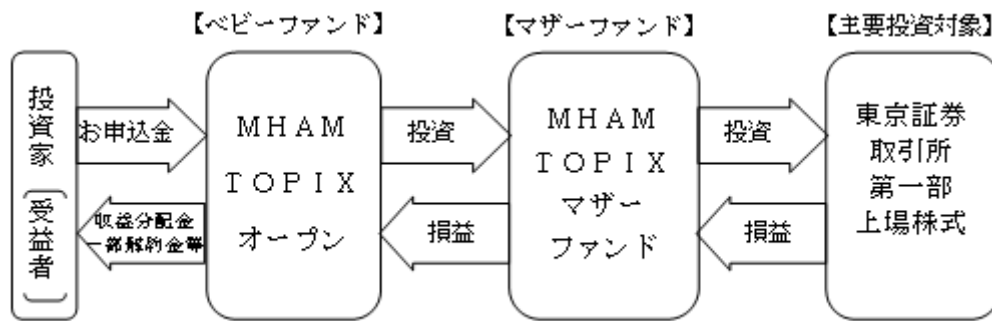 【ベビーファンド】
【マザーファンド】
【主要投資対象】
投資家
(受益者)
お申込金
収益分配金
一部解約金等
MHAM
TOPIX
オープン
投資
損益
MHAM
TOPIX
マザー
ファンド
投資
損益
東京証券
取引所
第一部
上場株式